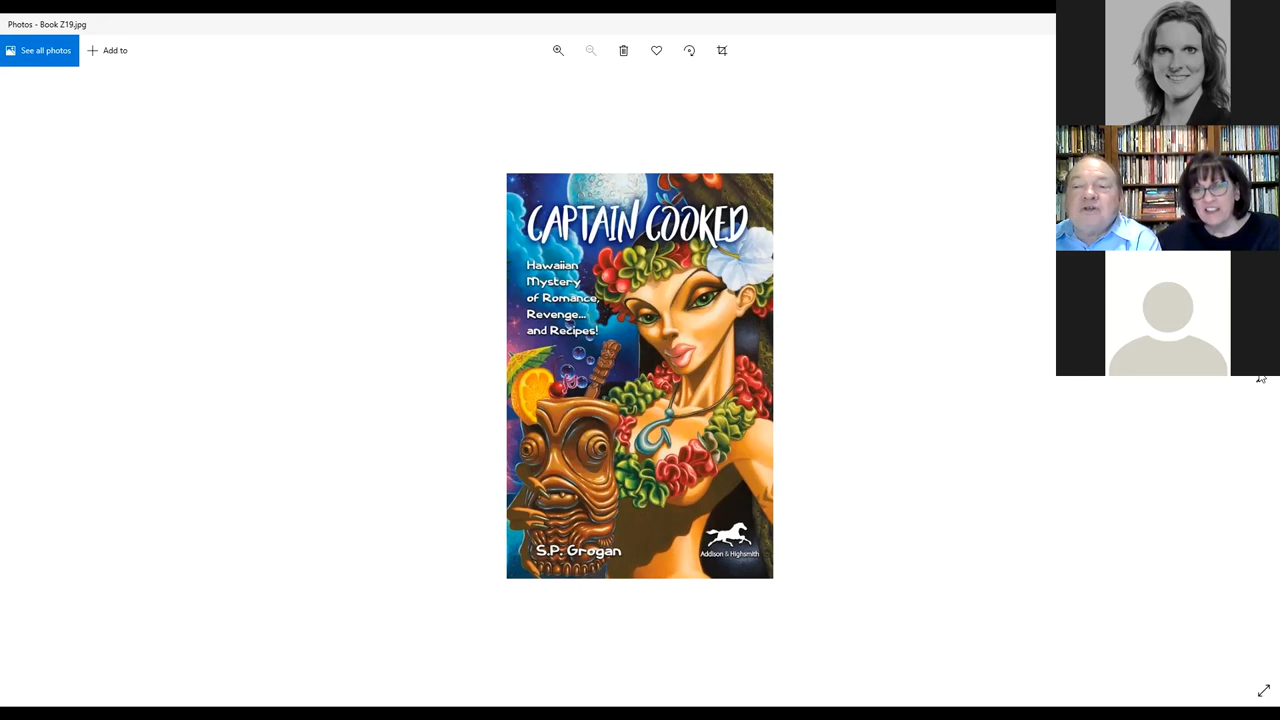 Photos - Book Z19.jpg
See all photos
Add to
CAPTAIN COOKED
Hawaiian
Mystery
of Romance,
Revenge...
and Recipes!
S.P. Grogan
Addison & Highsmith